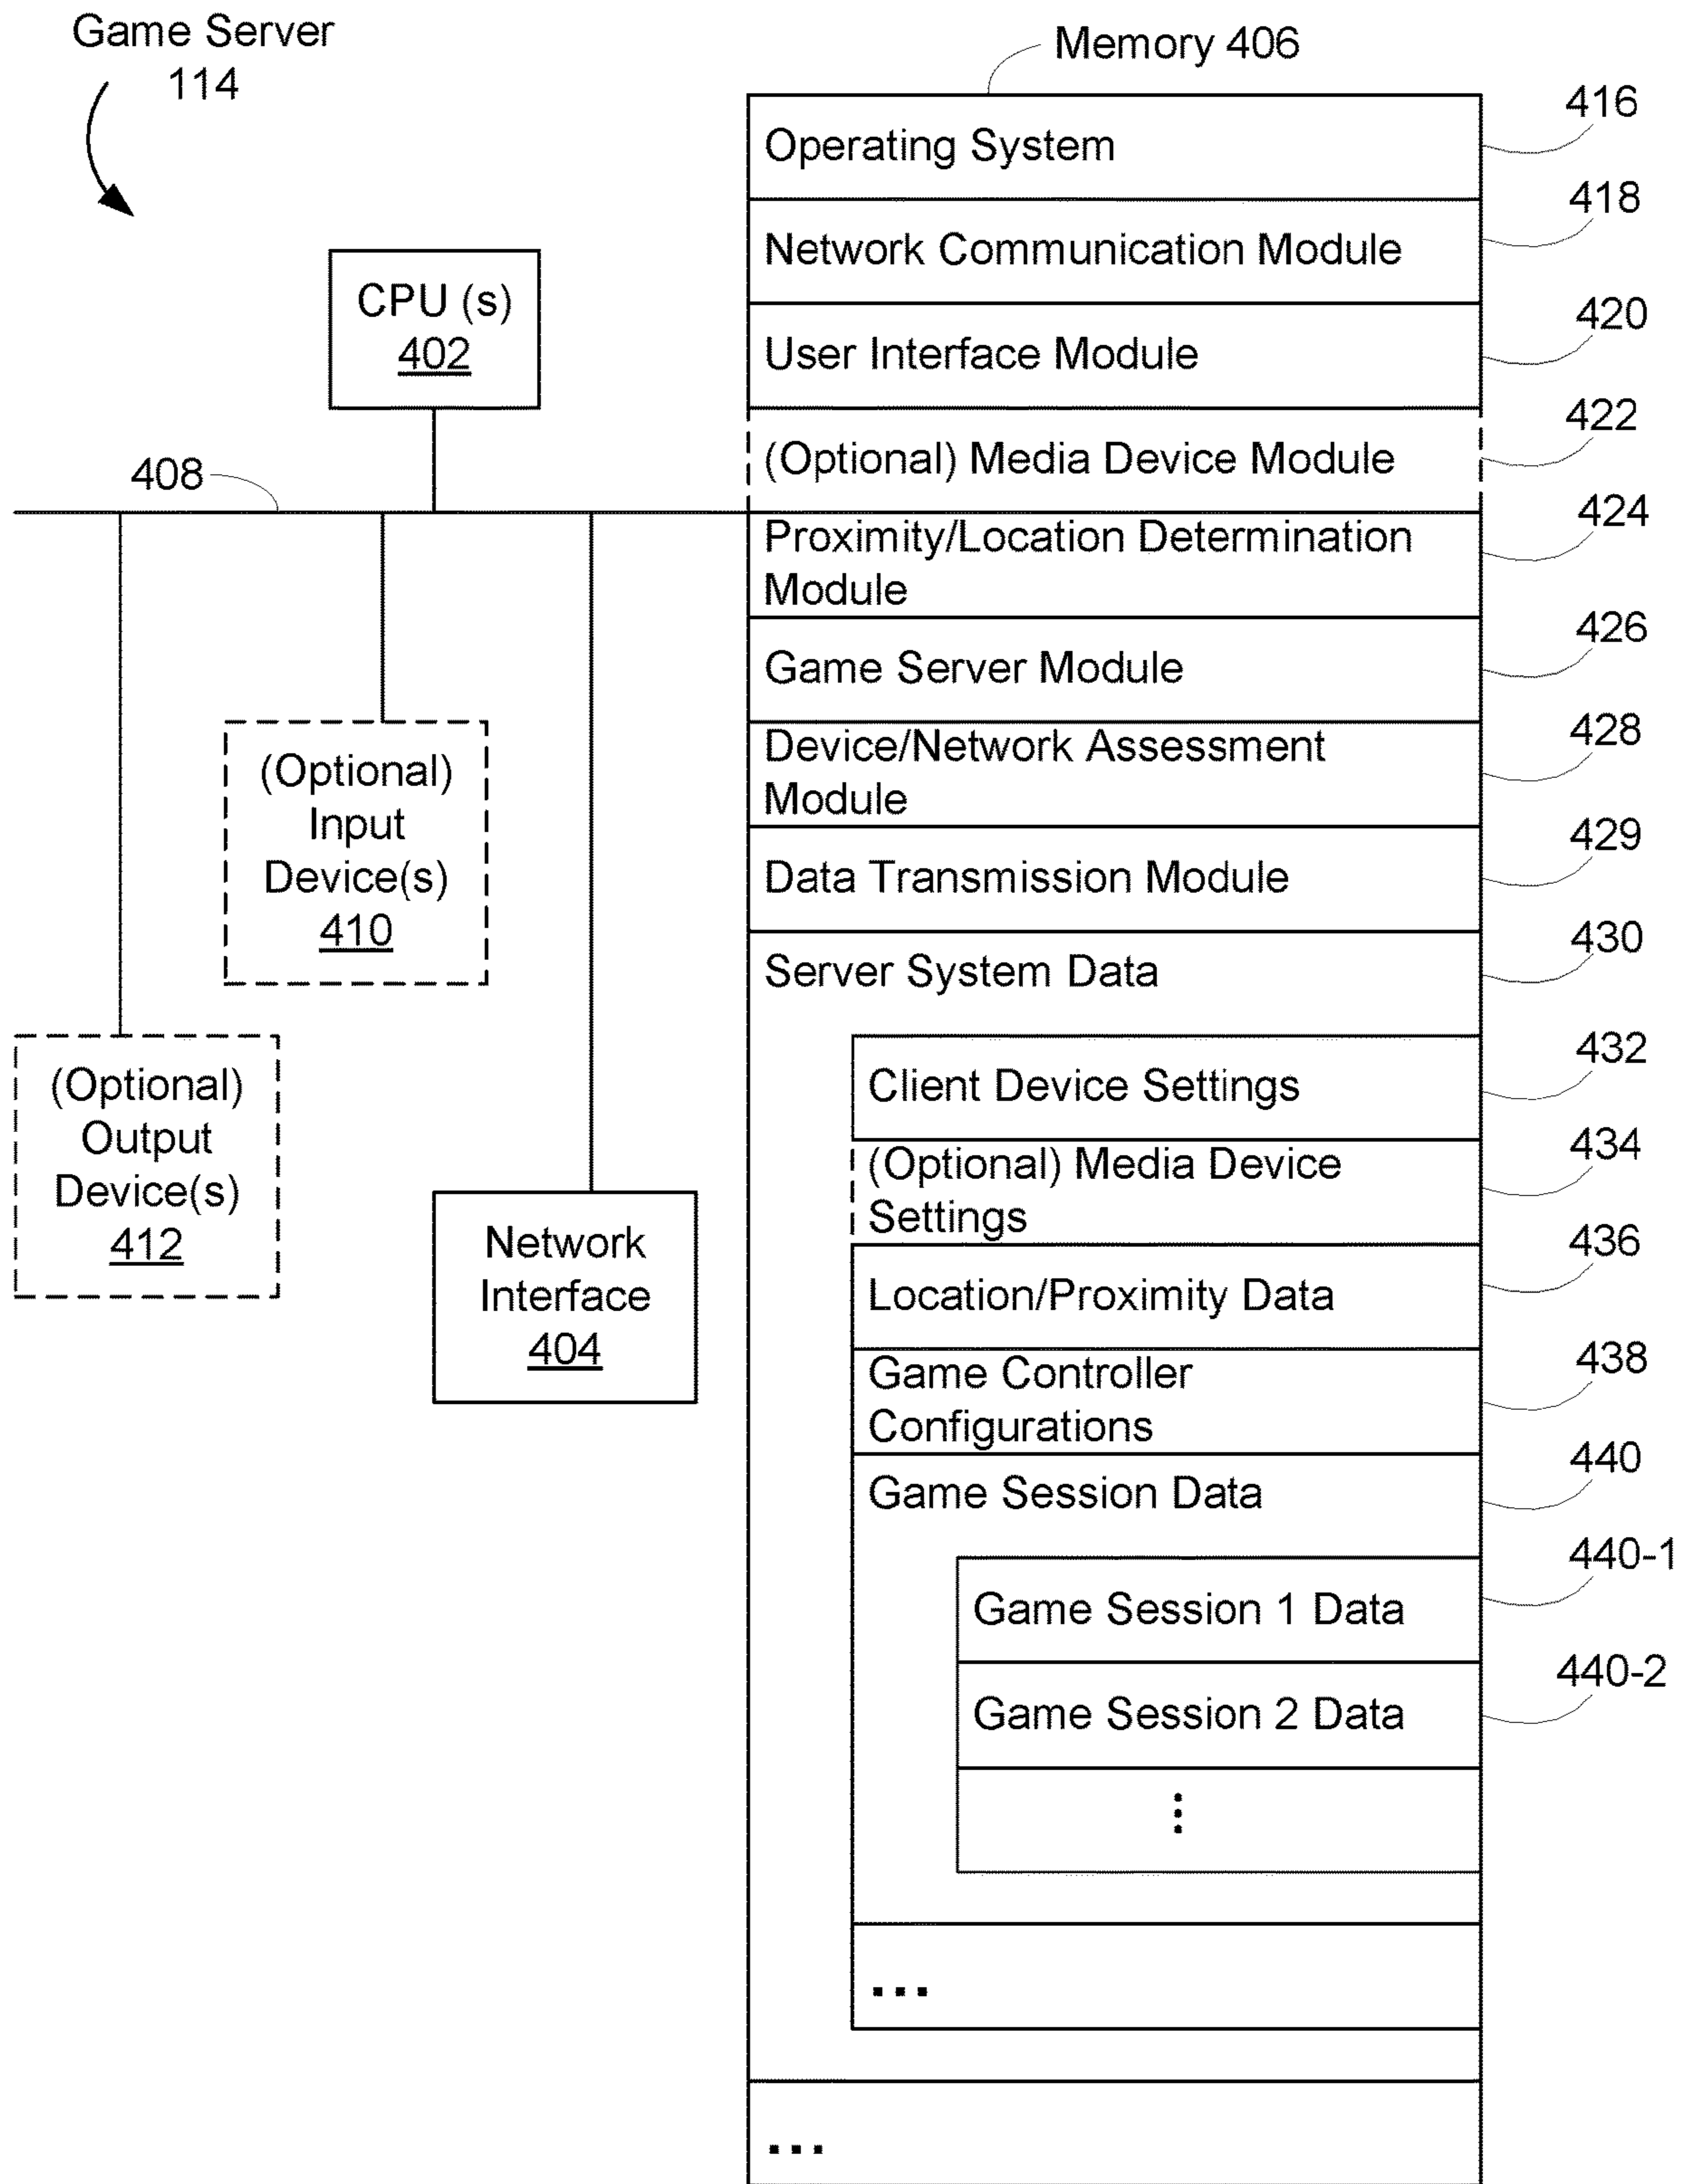 Game Server
114
Memory 406
Operating System
416
Network Communication Module
418
User Interface Module
420
(Optional) Media Device Module
422
Proximity/Location Determination
Module
424
Game Server Module
426
Device/Network Assessment
Module
428
Data Transmission Module
429
Server System Data
430
Client Device Settings
432
(Optional) Media Device
Settings
434
Location/Proximity Data
436
Game Controller
Configurations
438
Game Session Data
440
Game Session 1 Data
440-1
Game Session 2 Data
440-2
⋮
...
...
CPU (s)
402
408
(Optional)
Input
Device(s)
410
(Optional)
Output
Device(s)
412
Network
Interface
404